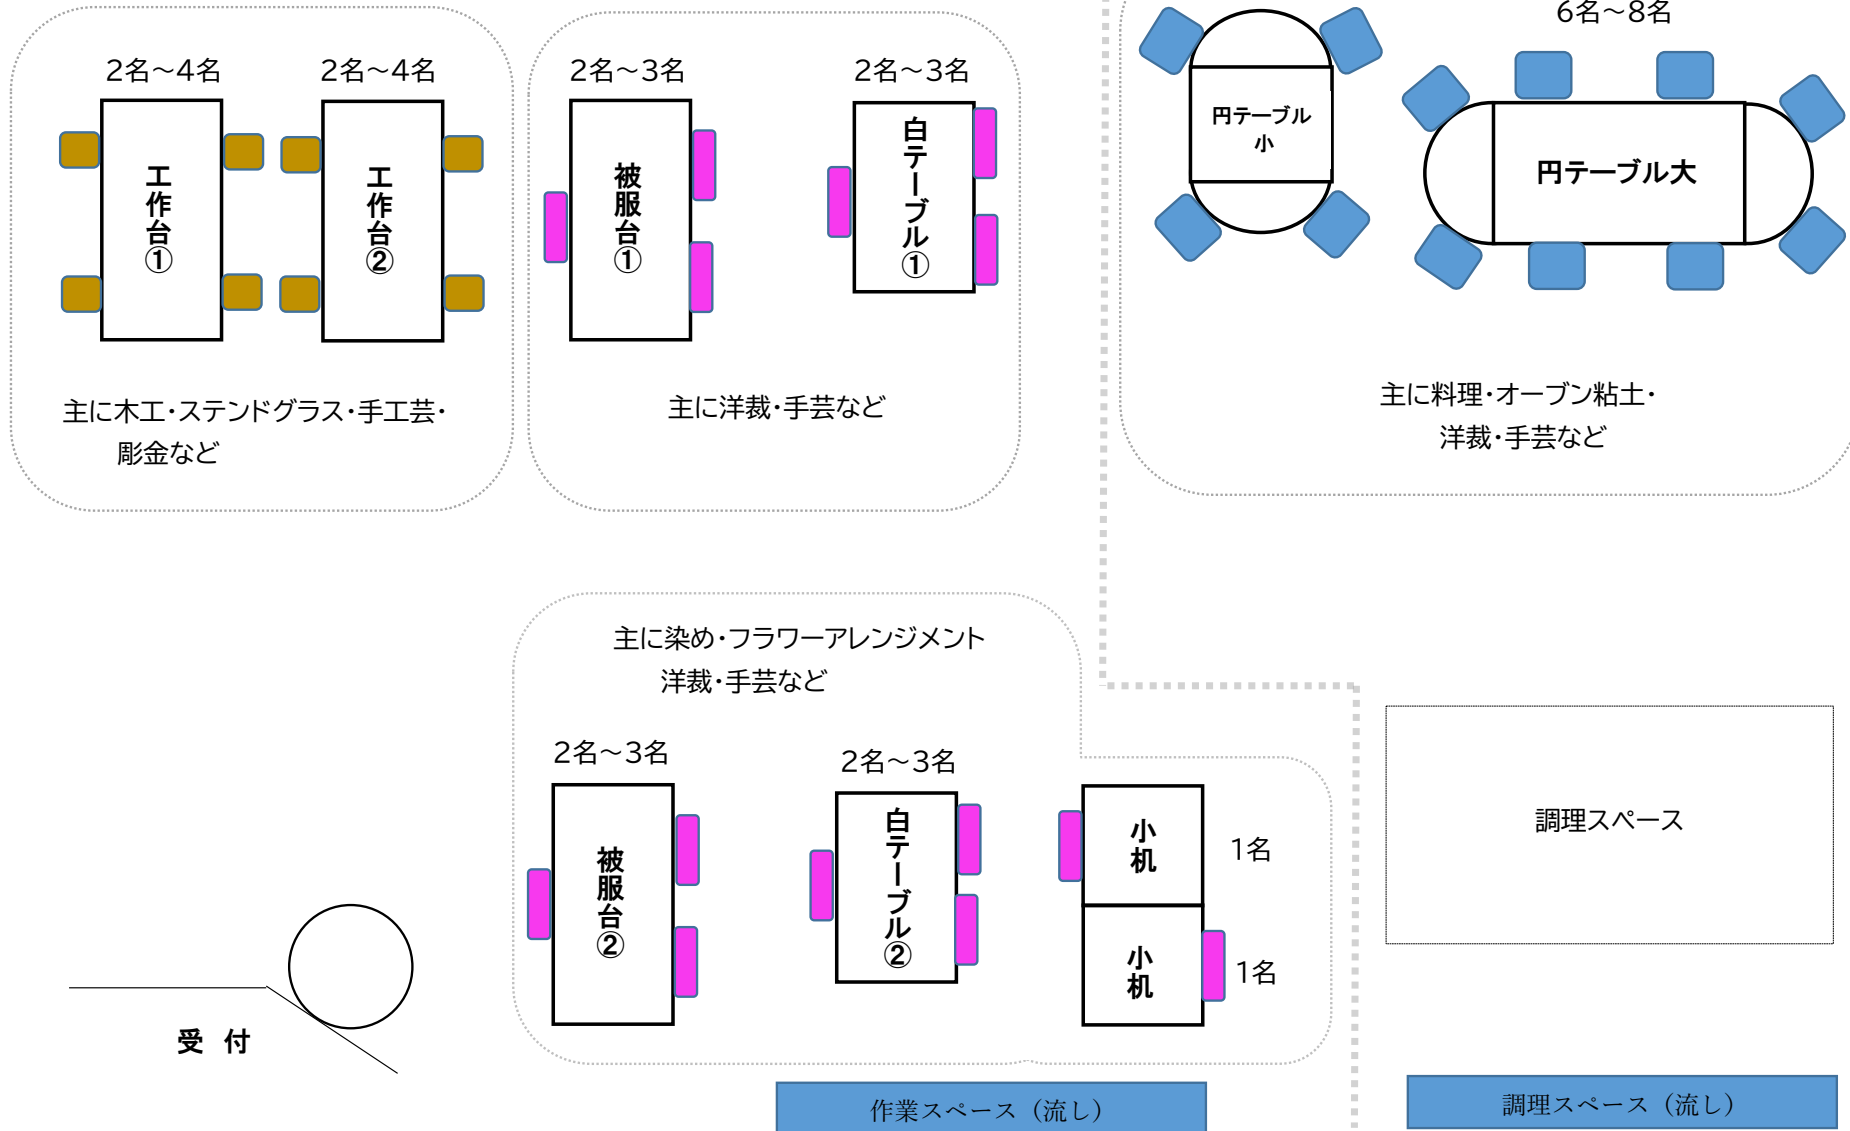 2名～4名
2名～4名
工作台①
工作台②
主に木工・ステンドグラス・手工芸・
彫金など
2名～3名
2名～3名
被服台①
白テーブル①
主に洋裁・手芸など
6名～8名
円テーブル
小
円テーブル大
主に料理・オーブン粘土・
洋裁・手芸など
主に染め・フラワーアレンジメント
洋裁・手芸など
2名～3名
2名～3名
被服台②
白テーブル②
小机
1名
小机
1名
調理スペース
受 付
作業スペース（流し）
調理スペース（流し）